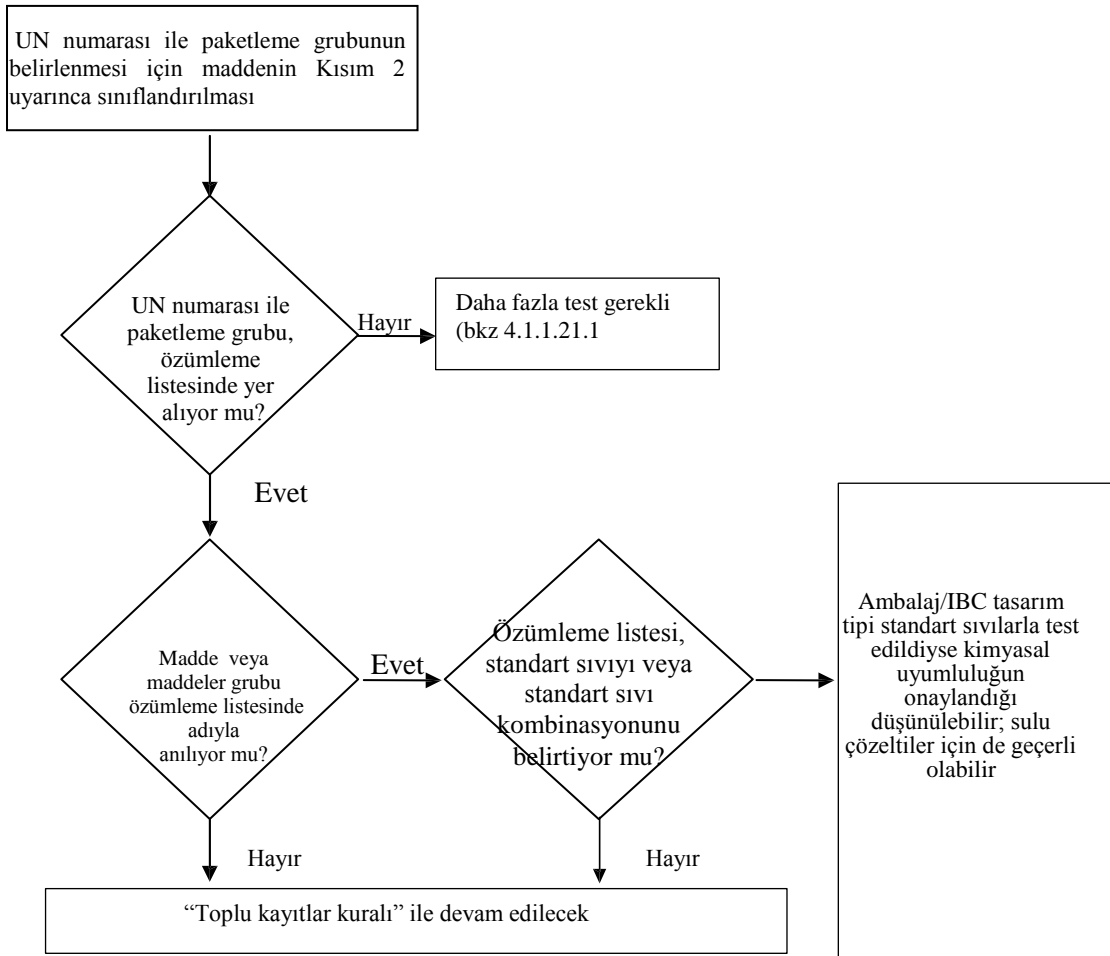 UN numarası ile paketleme grubunun
belirlenmesi için maddenin Kısım 2
uyarınca sınıflandırılması
UN numarası ile
paketleme grubu,
özümleme
listesinde yer
alıyor mu?
Hayır
Daha fazla test gerekli
(bkz 4.1.1.21.1
Evet
Madde veya
maddeler grubu
özümleme listesinde
adıyla
anılıyor mu?
Evet
Özümleme listesi,
standart sıvıyı veya
standart sıvı
kombinasyonunu
belirtiyor mu?
Ambalaj/IBC tasarım
tipi standart sıvılarla test
edildiyse kimyasal
uyumluluğun
onaylandığı
düşünülebilir; sulu
çözeltiler için de geçerli
olabilir
Hayır
Hayır
“Toplu kayıtlar kuralı” ile devam edilecek